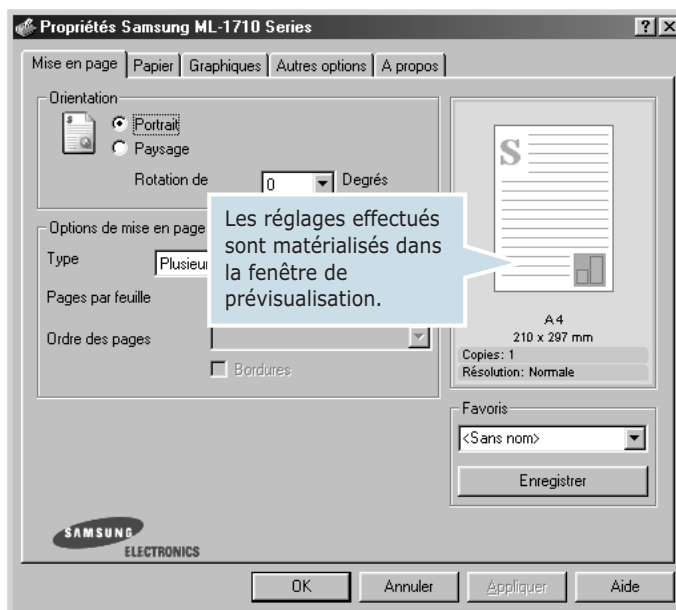 Propriétés Samsung ML-1710 Series
Mise en page Papier Graphiques Autres options A propos
Orientation
Portrait
Paysage
Rotation de 0 Degrés
Options de mise en page
Type
Pages par feuille
Ordre des pages
Bordures
Les réglages effectués
sont matérialisés dans
la fenêtre de
prévisualisation.
S
A4
210 x 297 mm
Copies: 1
Résolution: Normale
Favoris
<Sans nom>
Enregistrer
SAMSUNG
ELECTRONICS
OK Annuler Appliquer Aide